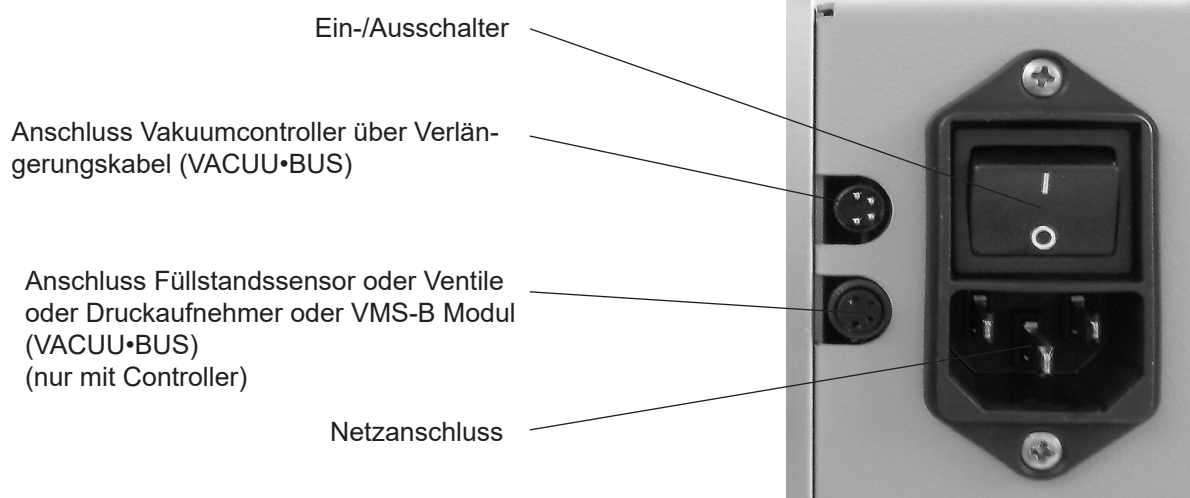 Ein-/Ausschalter
Anschluss Vakuumcontroller über Verlän-
gerungskabel (VACUU•BUS)
Anschluss Füllstandssensor oder Ventile
oder Druckaufnehmer oder VMS-B Modul
(VACUU•BUS)
(nur mit Controller)
Netzanschluss
I
O